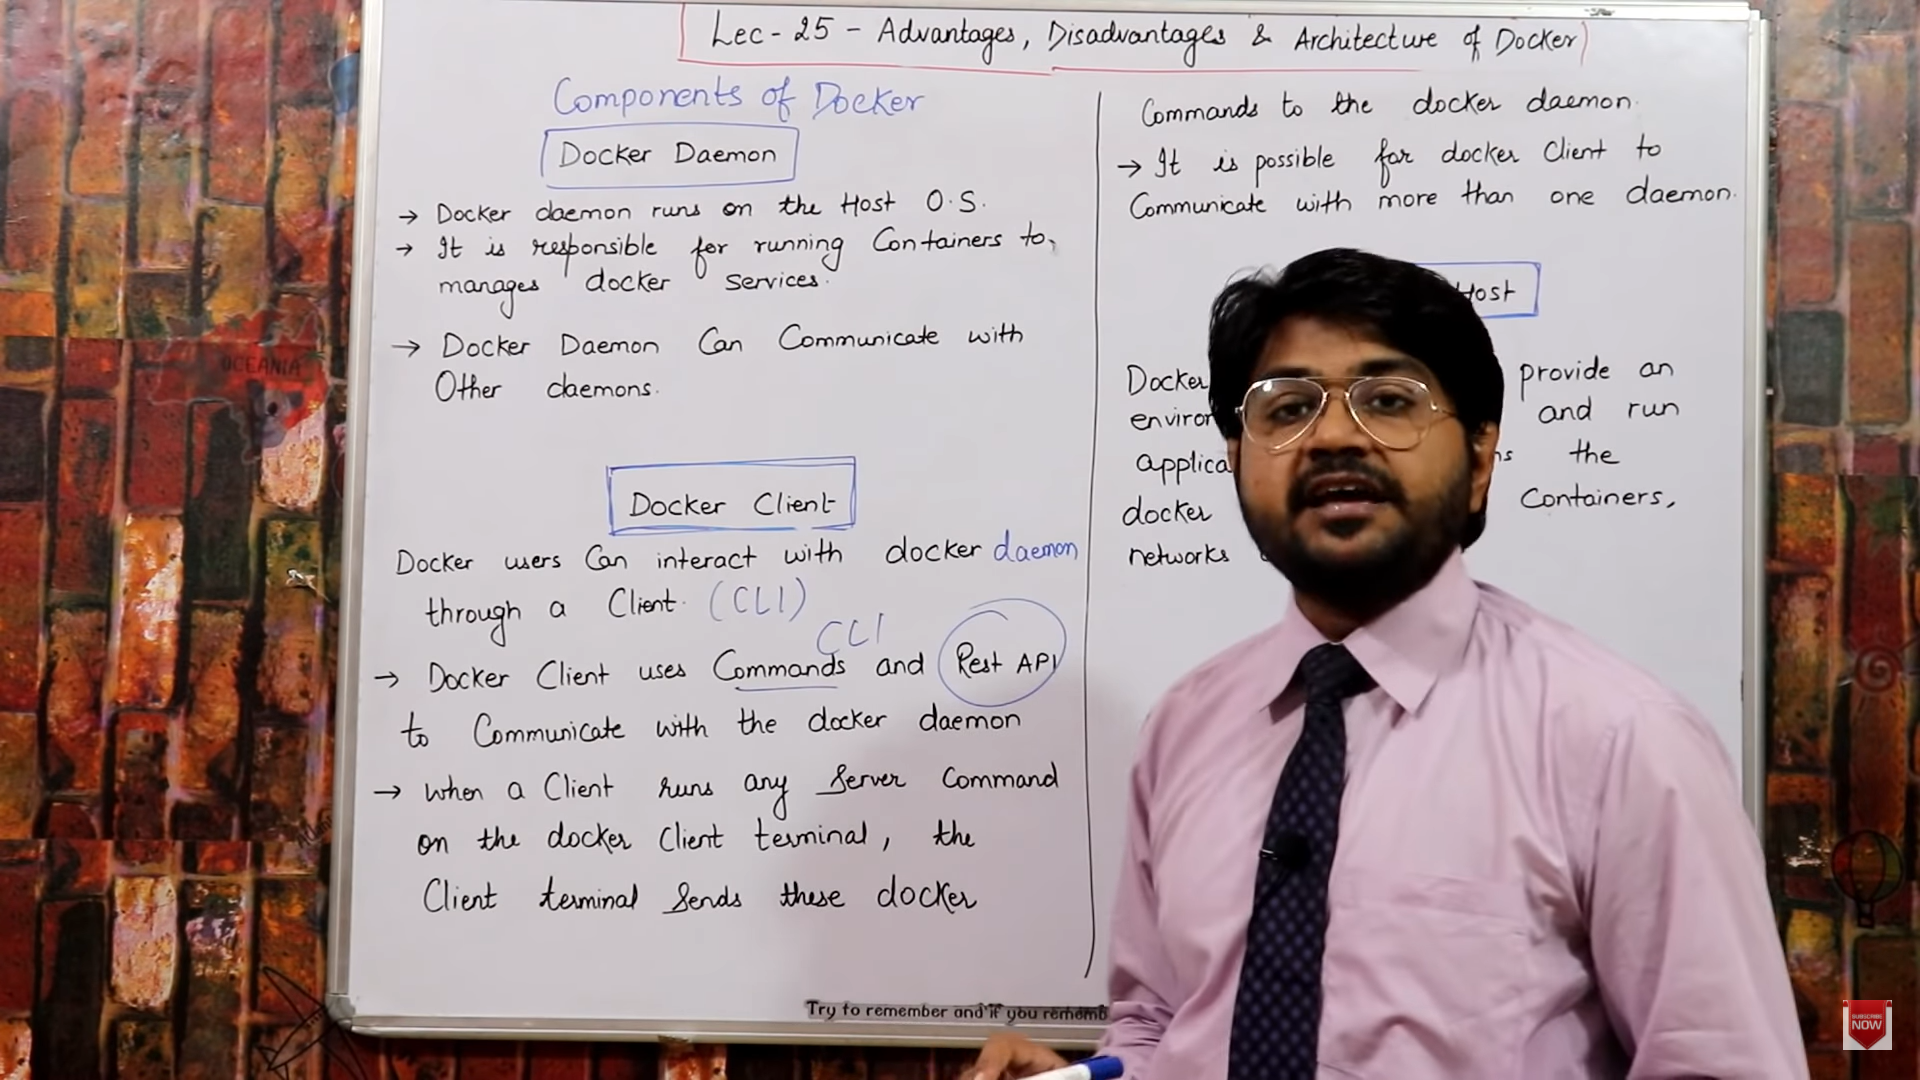 Lec-25 - Advantages, Disadvantages & Architecture of Docker
Components of Docker
Docker Daemon
→ Docker daemon runs on the Host O.S.
→ It is responsible for running Containers to
manages docker services.
→ Docker Daemon Can Communicate with
Other daemons.
Docker Client
Docker users Can interact with docker daemon
through a Client. (CLI)
CLI
→ Docker Client uses Commands and Rest API
to Communicate with the docker daemon
→ when a Client runs any Server Command
on the docker Client terminal, the
Client terminal Sends these docker
Commands to the docker daemon.
→ It is possible for docker Client to
Communicate with more than one daemon.
Host
Docker provide an
and run
the
docker Containers,
networks
OCEANIA
Try to remember and if you rememb
SUBSCRIBE
NOW